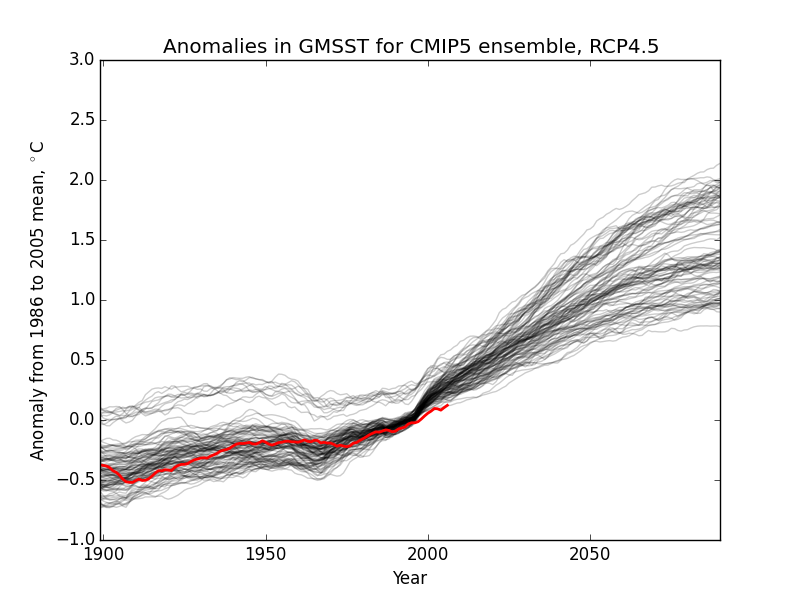 Anomalies in GMSST for CMIP5 ensemble, RCP4.5
3.0
2.5
2.0
1.5
1.0
0.5
0.0
−0.5
−1.0
Anomaly from 1986 to 2005 mean, °C
1900 1950 2000 2050
Year